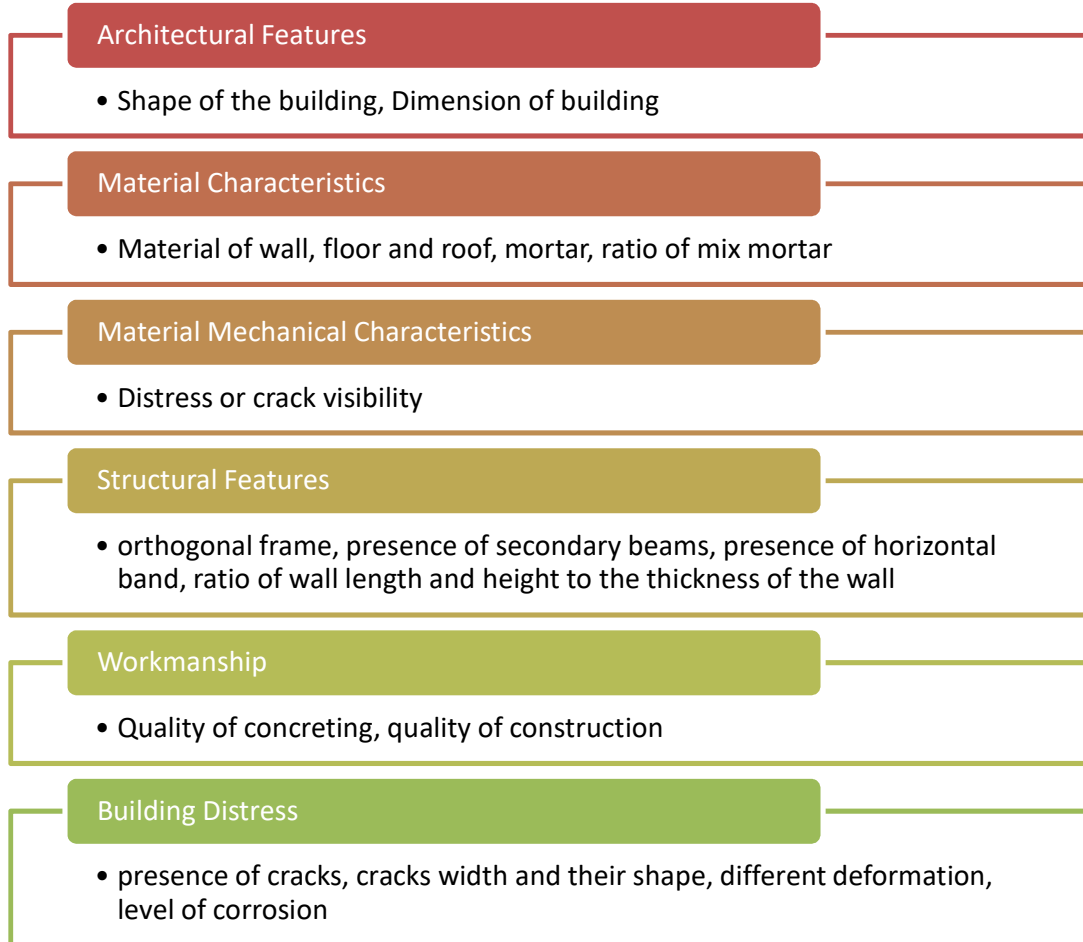 Architectural Features
• Shape of the building, Dimension of building
Material Characteristics
• Material of wall, floor and roof, mortar, ratio of mix mortar
Material Mechanical Characteristics
• Distress or crack visibility
Structural Features
• orthogonal frame, presence of secondary beams, presence of horizontal
band, ratio of wall length and height to the thickness of the wall
Workmanship
• Quality of concreting, quality of construction
Building Distress
• presence of cracks, cracks width and their shape, different deformation,
level of corrosion